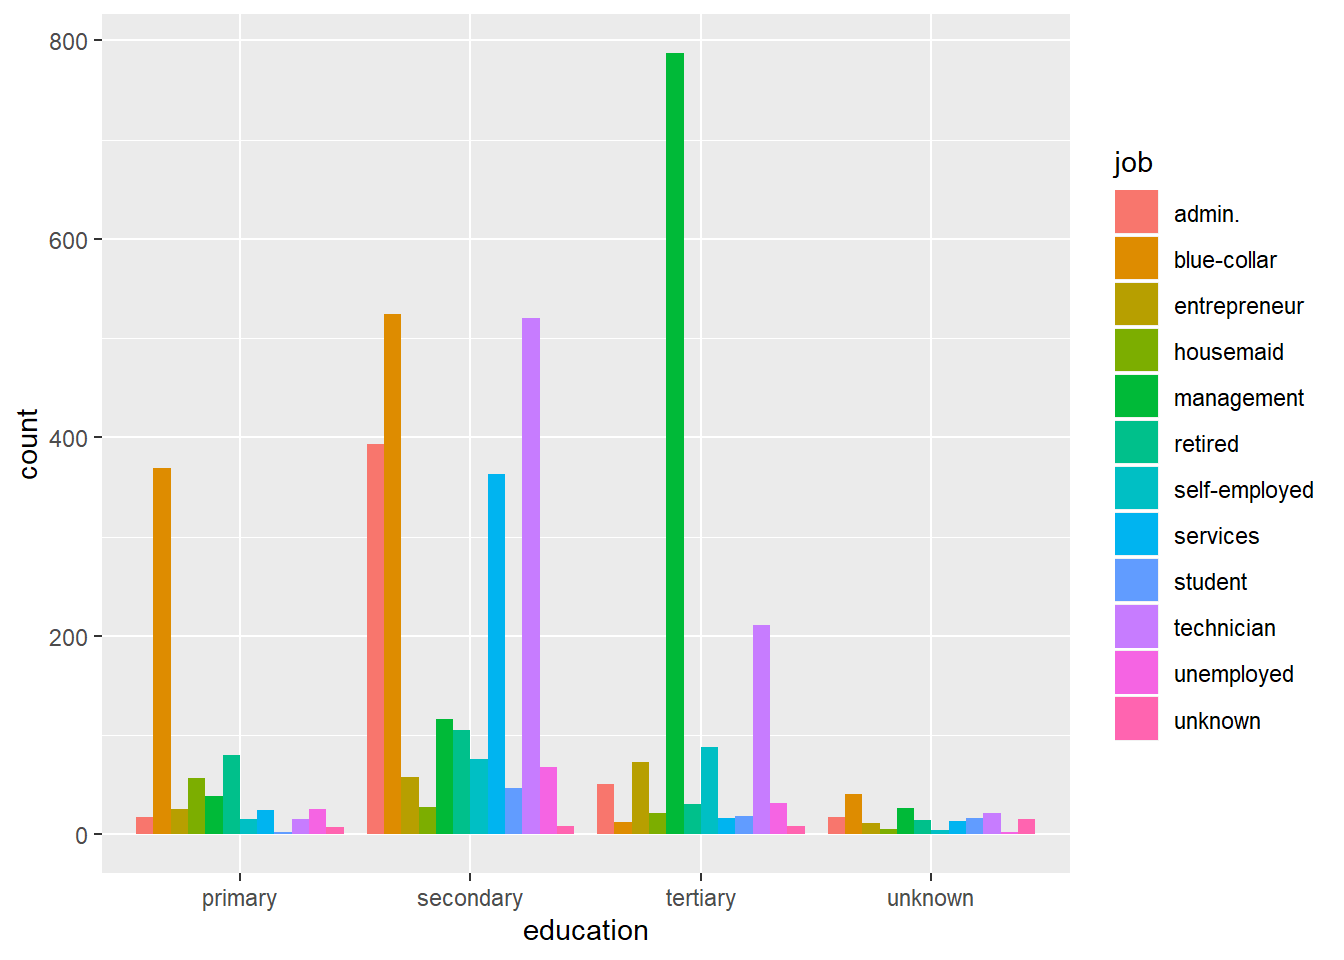 800
600
400
200
0
count
primary
secondary
tertiary
unknown
education
job
admin.
blue-collar
entrepreneur
housemaid
management
retired
self-employed
services
student
technician
unemployed
unknown